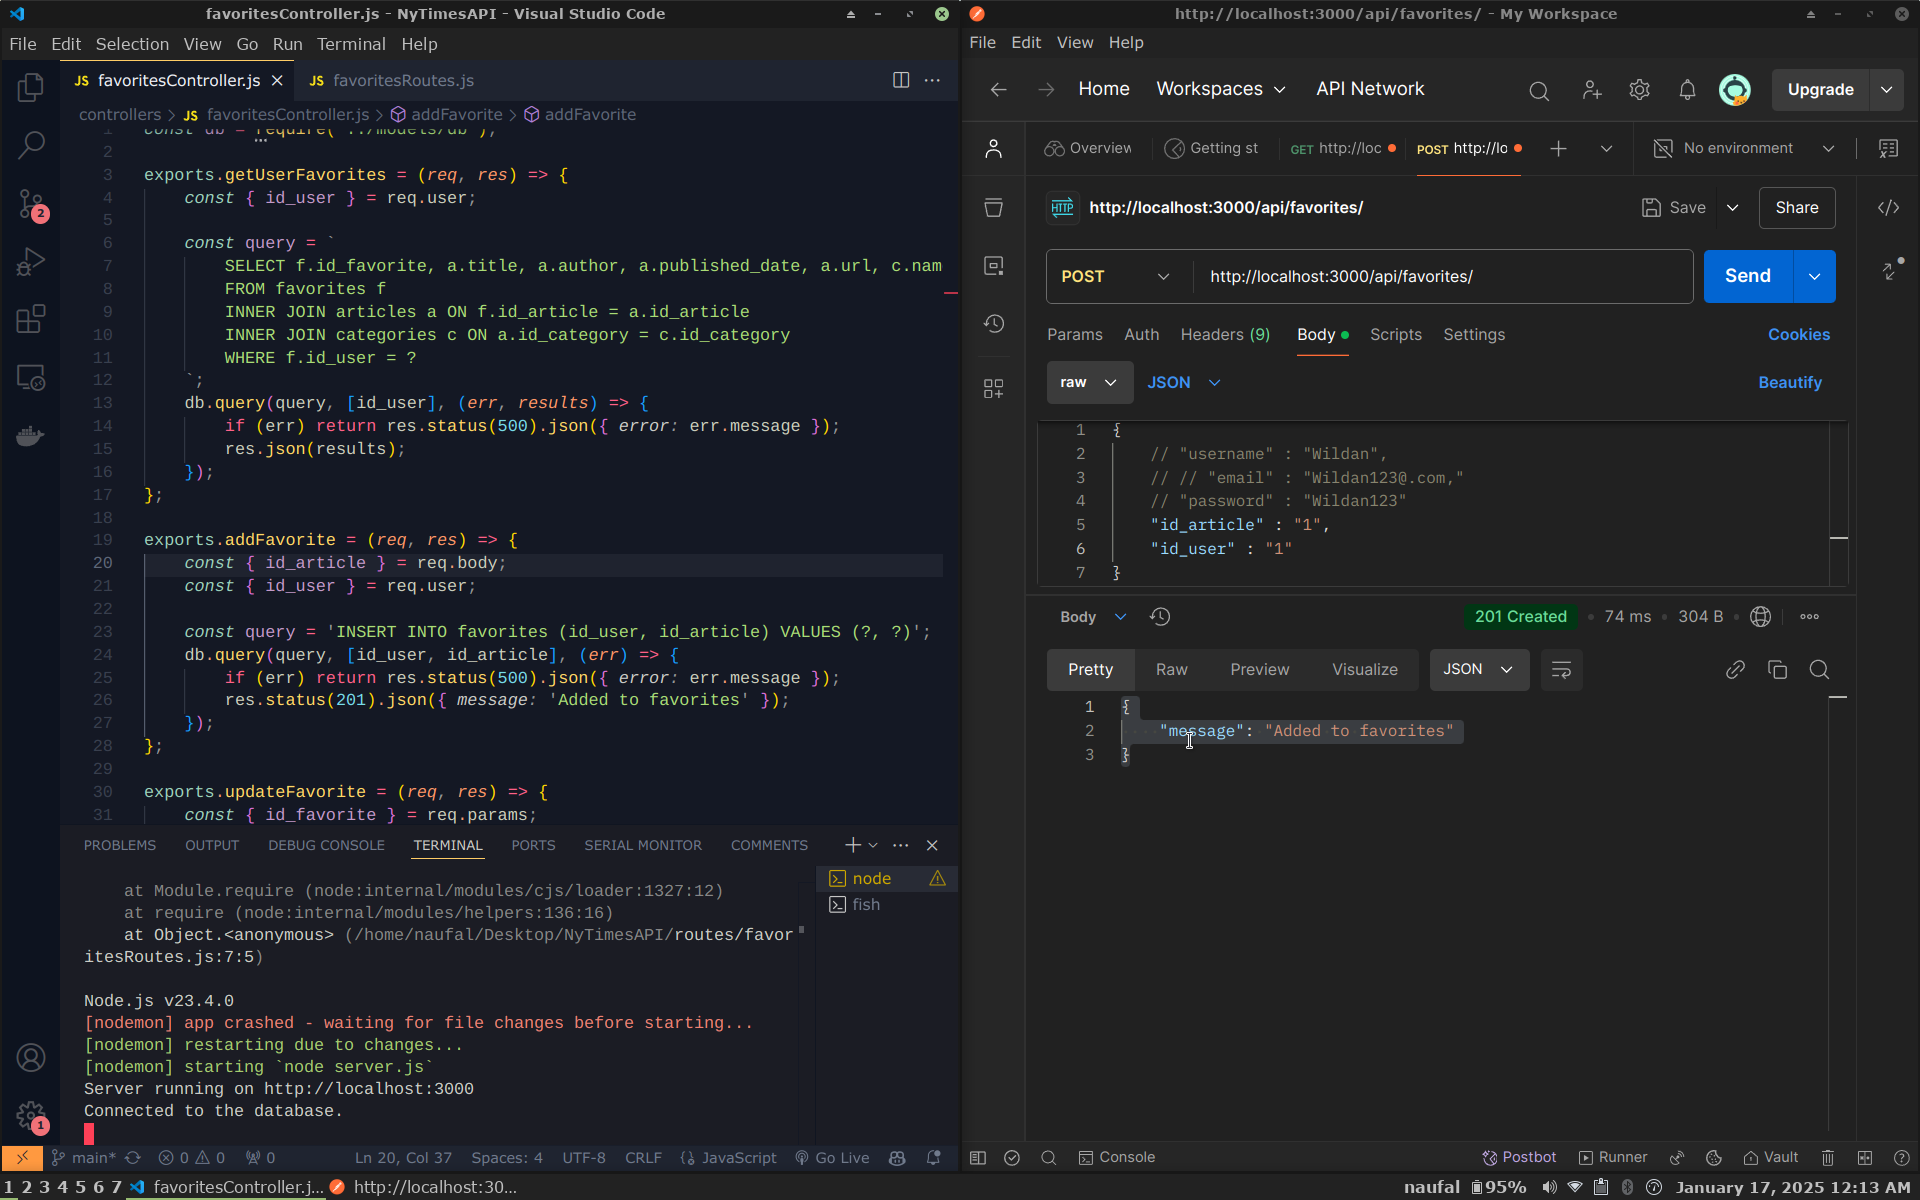 favoritesController.js - NyTimesAPI - Visual Studio Code
File Edit Selection View Go Run Terminal Help
JS favoritesController.js
JS favoritesRoutes.js
controllers > JS favoritesController.js > addFavorite > addFavorite
1 const db = require('../models/db');
2
3 exports.getUserFavorites = (req, res) => {
4 const { id_user } = req.user;
5
6 const query = `
7 SELECT f.id_favorite, a.title, a.author, a.published_date, a.url, c.nam
8 FROM favorites f
9 INNER JOIN articles a ON f.id_article = a.id_article
10 INNER JOIN categories c ON a.id_category = c.id_category
11 WHERE f.id_user = ?
12 `;
13 db.query(query, [id_user], (err, results) => {
14 if (err) return res.status(500).json({ error: err.message });
15 res.json(results);
16 });
17 };
18
19 exports.addFavorite = (req, res) => {
20 const { id_article } = req.body;
21 const { id_user } = req.user;
22
23 const query = 'INSERT INTO favorites (id_user, id_article) VALUES (?, ?)';
24 db.query(query, [id_user, id_article], (err) => {
25 if (err) return res.status(500).json({ error: err.message });
26 res.status(201).json({ message: 'Added to favorites' });
27 });
28 };
29
30 exports.updateFavorite = (req, res) => {
31 const { id_favorite } = req.params;
2
1
PROBLEMS OUTPUT DEBUG CONSOLE TERMINAL PORTS SERIAL MONITOR COMMENTS
node
fish
at Module.require (node:internal/modules/cjs/loader:1327:12)
at require (node:internal/modules/helpers:136:16)
at Object.<anonymous> (/home/naufal/Desktop/NyTimesAPI/routes/favor
itesRoutes.js:7:5)
Node.js v23.4.0
[nodemon] app crashed - waiting for file changes before starting...
[nodemon] restarting due to changes...
[nodemon] starting `node server.js`
Server running on http://localhost:3000
Connected to the database.
main* 0 0 0 Ln 20, Col 37 Spaces: 4 UTF-8 CRLF {} JavaScript Go Live
http://localhost:3000/api/favorites/ - My Workspace
File Edit View Help
Home Workspaces API Network Upgrade
Overview Getting st GET http://loc POST http://lo No environment
HTTP http://localhost:3000/api/favorites/ Save Share
POST http://localhost:3000/api/favorites/ Send
Params Auth Headers (9) Body Scripts Settings Cookies
raw JSON Beautify
1 {
2 // "username" : "Wildan",
3 // // "email" : "Wildan123@.com,"
4 // "password" : "Wildan123"
5 "id_article" : "1",
6 "id_user" : "1"
7 }
Body 201 Created 74 ms 304 B
Pretty Raw Preview Visualize JSON
1 {
2 "message": "Added to favorites"
3 }
Console Postbot Runner Vault
1 2 3 4 5 6 7 favoritesController.j... http://localhost:30... naufal 95% January 17, 2025 12:13 AM